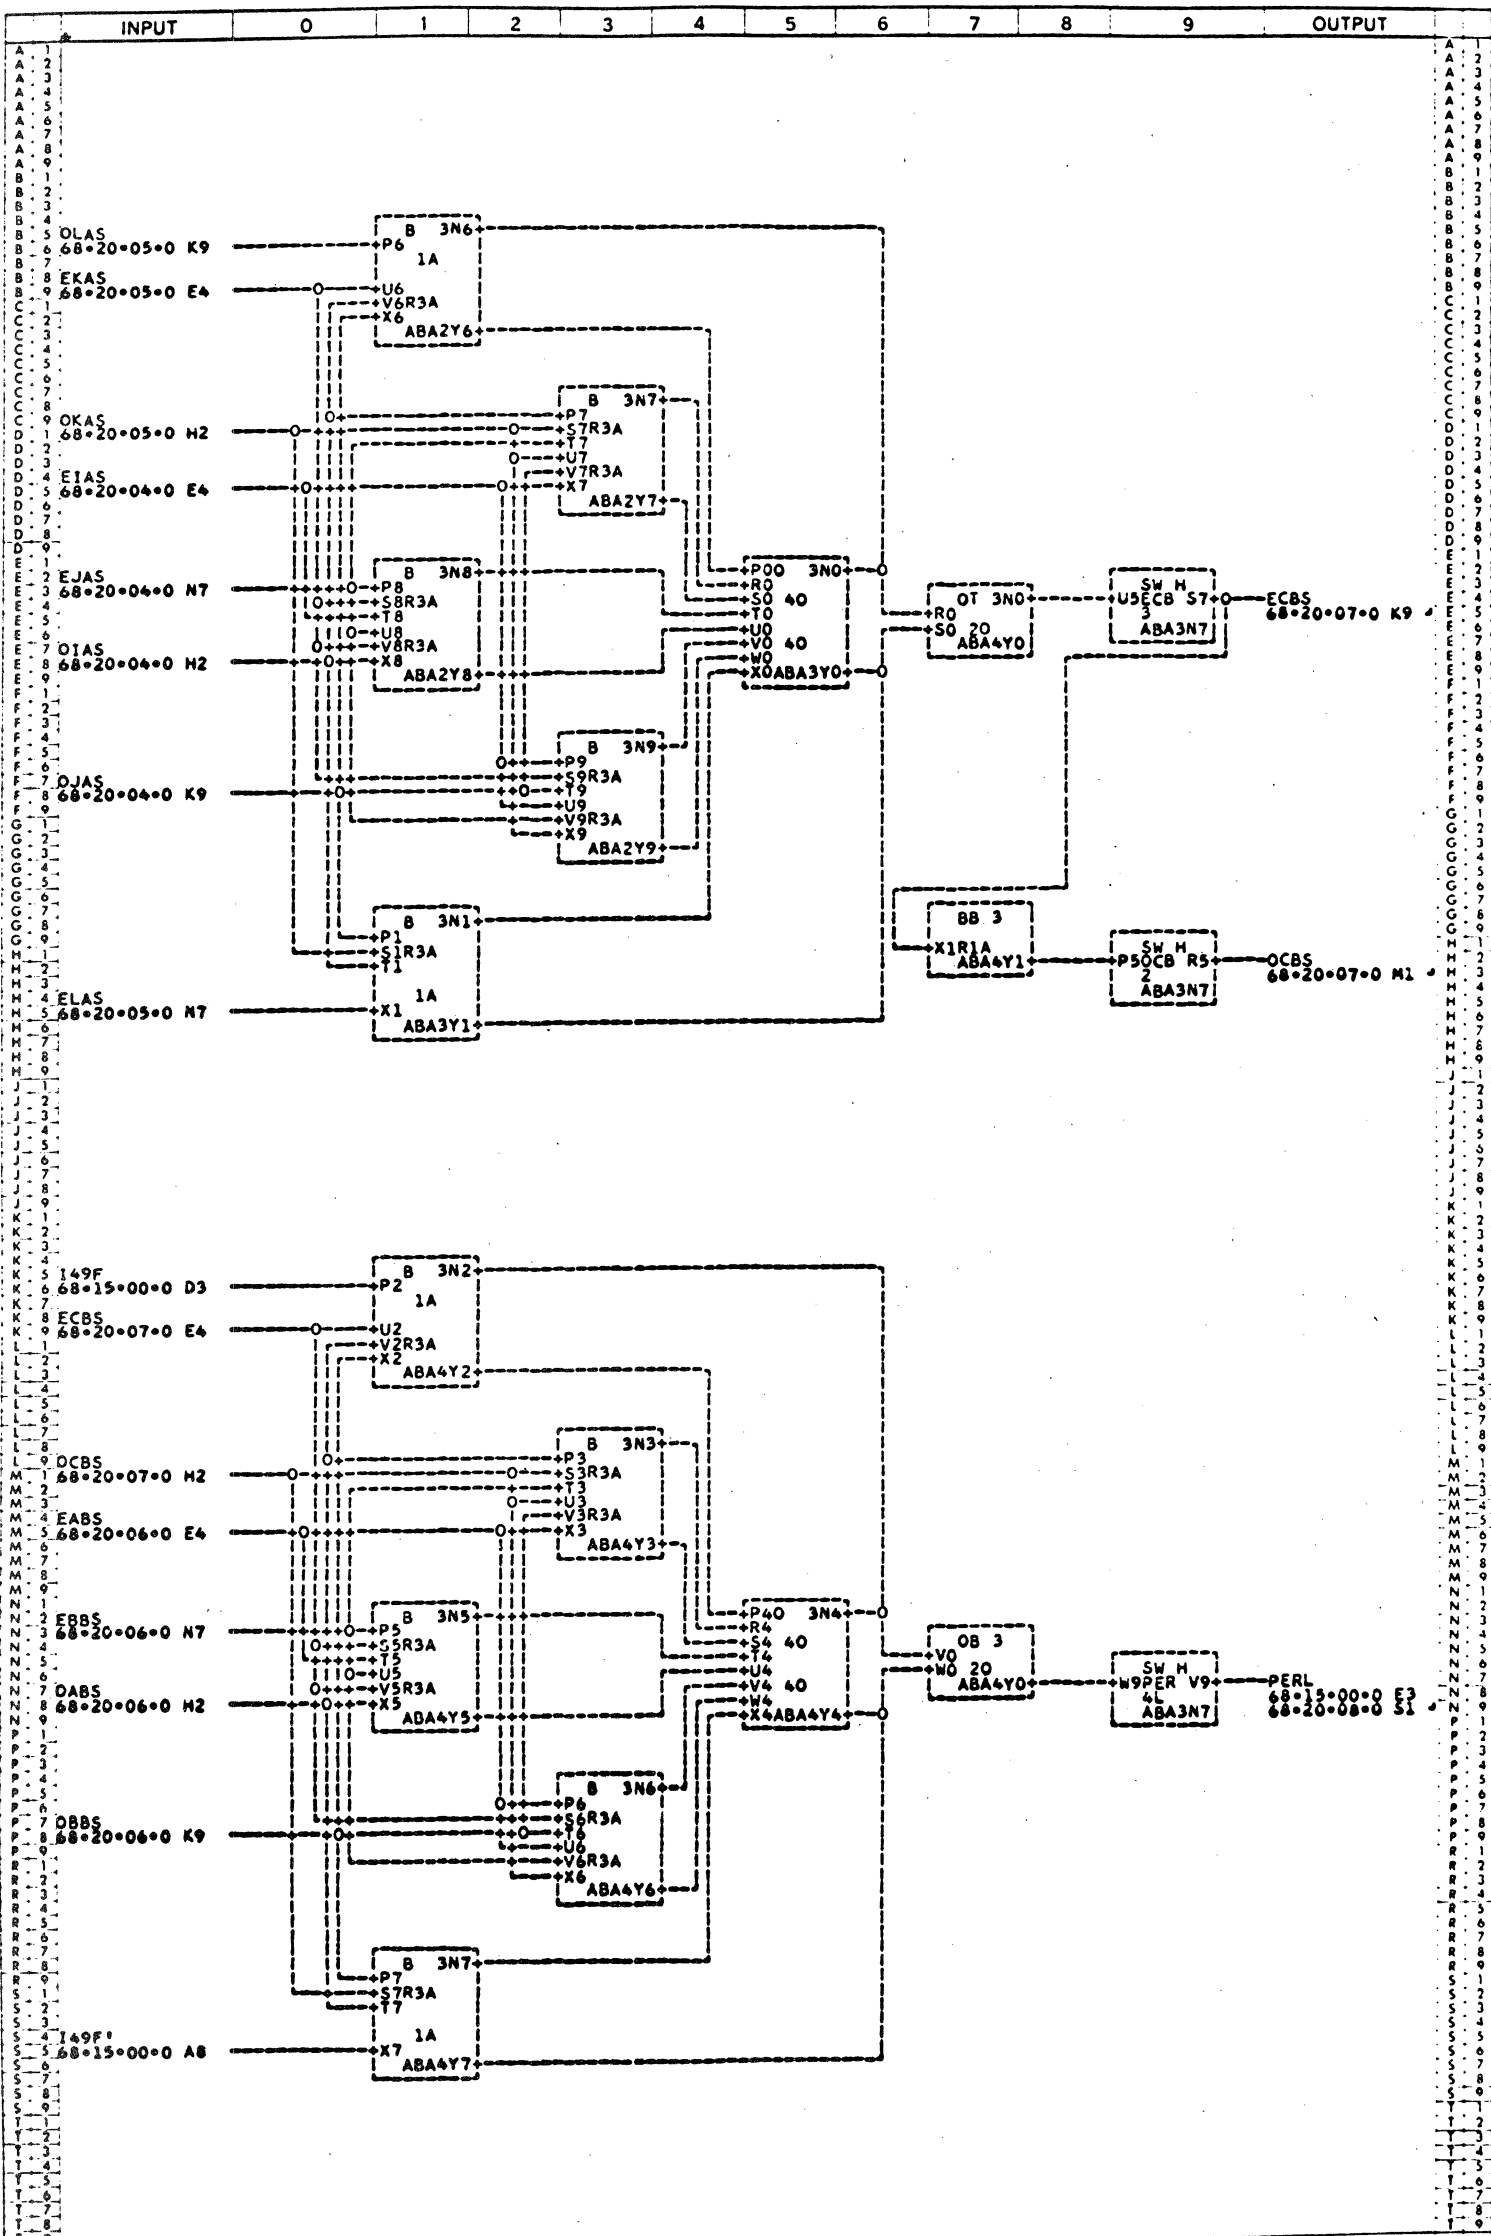 INPUT 0 1 2 3 4 5 6 7 8 9 OUTPUT
OLAS
68•20•05•0 K9
B 3N6
P6
1A
EKAS
68•20•05•0 E4
U6
V6R3A
X6
ABA2Y6
OKAS
68•20•05•0 H2
B 3N7
P7
S7R3A
T7
U7
V7R3A
X7
ABA2Y7
EIAS
68•20•04•0 E4
EJAS
68•20•04•0 N7
B 3N8
P8
S8R3A
T8
U8
V8R3A
X8
ABA2Y8
OIAS
68•20•04•0 H2
P00 3N0
R0
S0 40
T0
U0
V0 40
W0
X0ABA3Y0
OT 3N0
R0
S0 20
ABA4Y0
SW H
U5ECB S7
3
ABA3N7
ECBS
68•20•07•0 K9
B 3N9
P9
S9R3A
T9
U9
V9R3A
X9
ABA2Y9
OJAS
68•20•04•0 K9
B 3N1
P1
S1R3A
T1
1A
X1
ABA3Y1
ELAS
68•20•05•0 N7
BB 3
X1R1A
ABA4Y1
SW H
P5OCB R5
2
ABA3N7
OCBS
68•20•07•0 M1
I49F
68•15•00•0 D3
B 3N2
P2
1A
ECBS
68•20•07•0 E4
U2
V2R3A
X2
ABA4Y2
OCBS
68•20•07•0 H2
B 3N3
P3
S3R3A
T3
U3
V3R3A
X3
ABA4Y3
EABS
68•20•06•0 E4
EBBS
68•20•06•0 N7
B 3N5
P5
S5R3A
T5
U5
V5R3A
X5
ABA4Y5
OABS
68•20•06•0 H2
P40 3N4
R4
S4 40
T4
U4
V4 40
W4
X4ABA4Y4
OB 3
V0
W0 20
ABA4Y0
SW H
W9PER V9
4L
ABA3N7
PERL
68•15•00•0 E3
68•20•08•0 S1
B 3N6
P6
S6R3A
T6
U6
V6R3A
X6
ABA4Y6
OBBS
68•20•06•0 K9
B 3N7
P7
S7R3A
T7
1A
X7
ABA4Y7
I49F'
68•15•00•0 A8